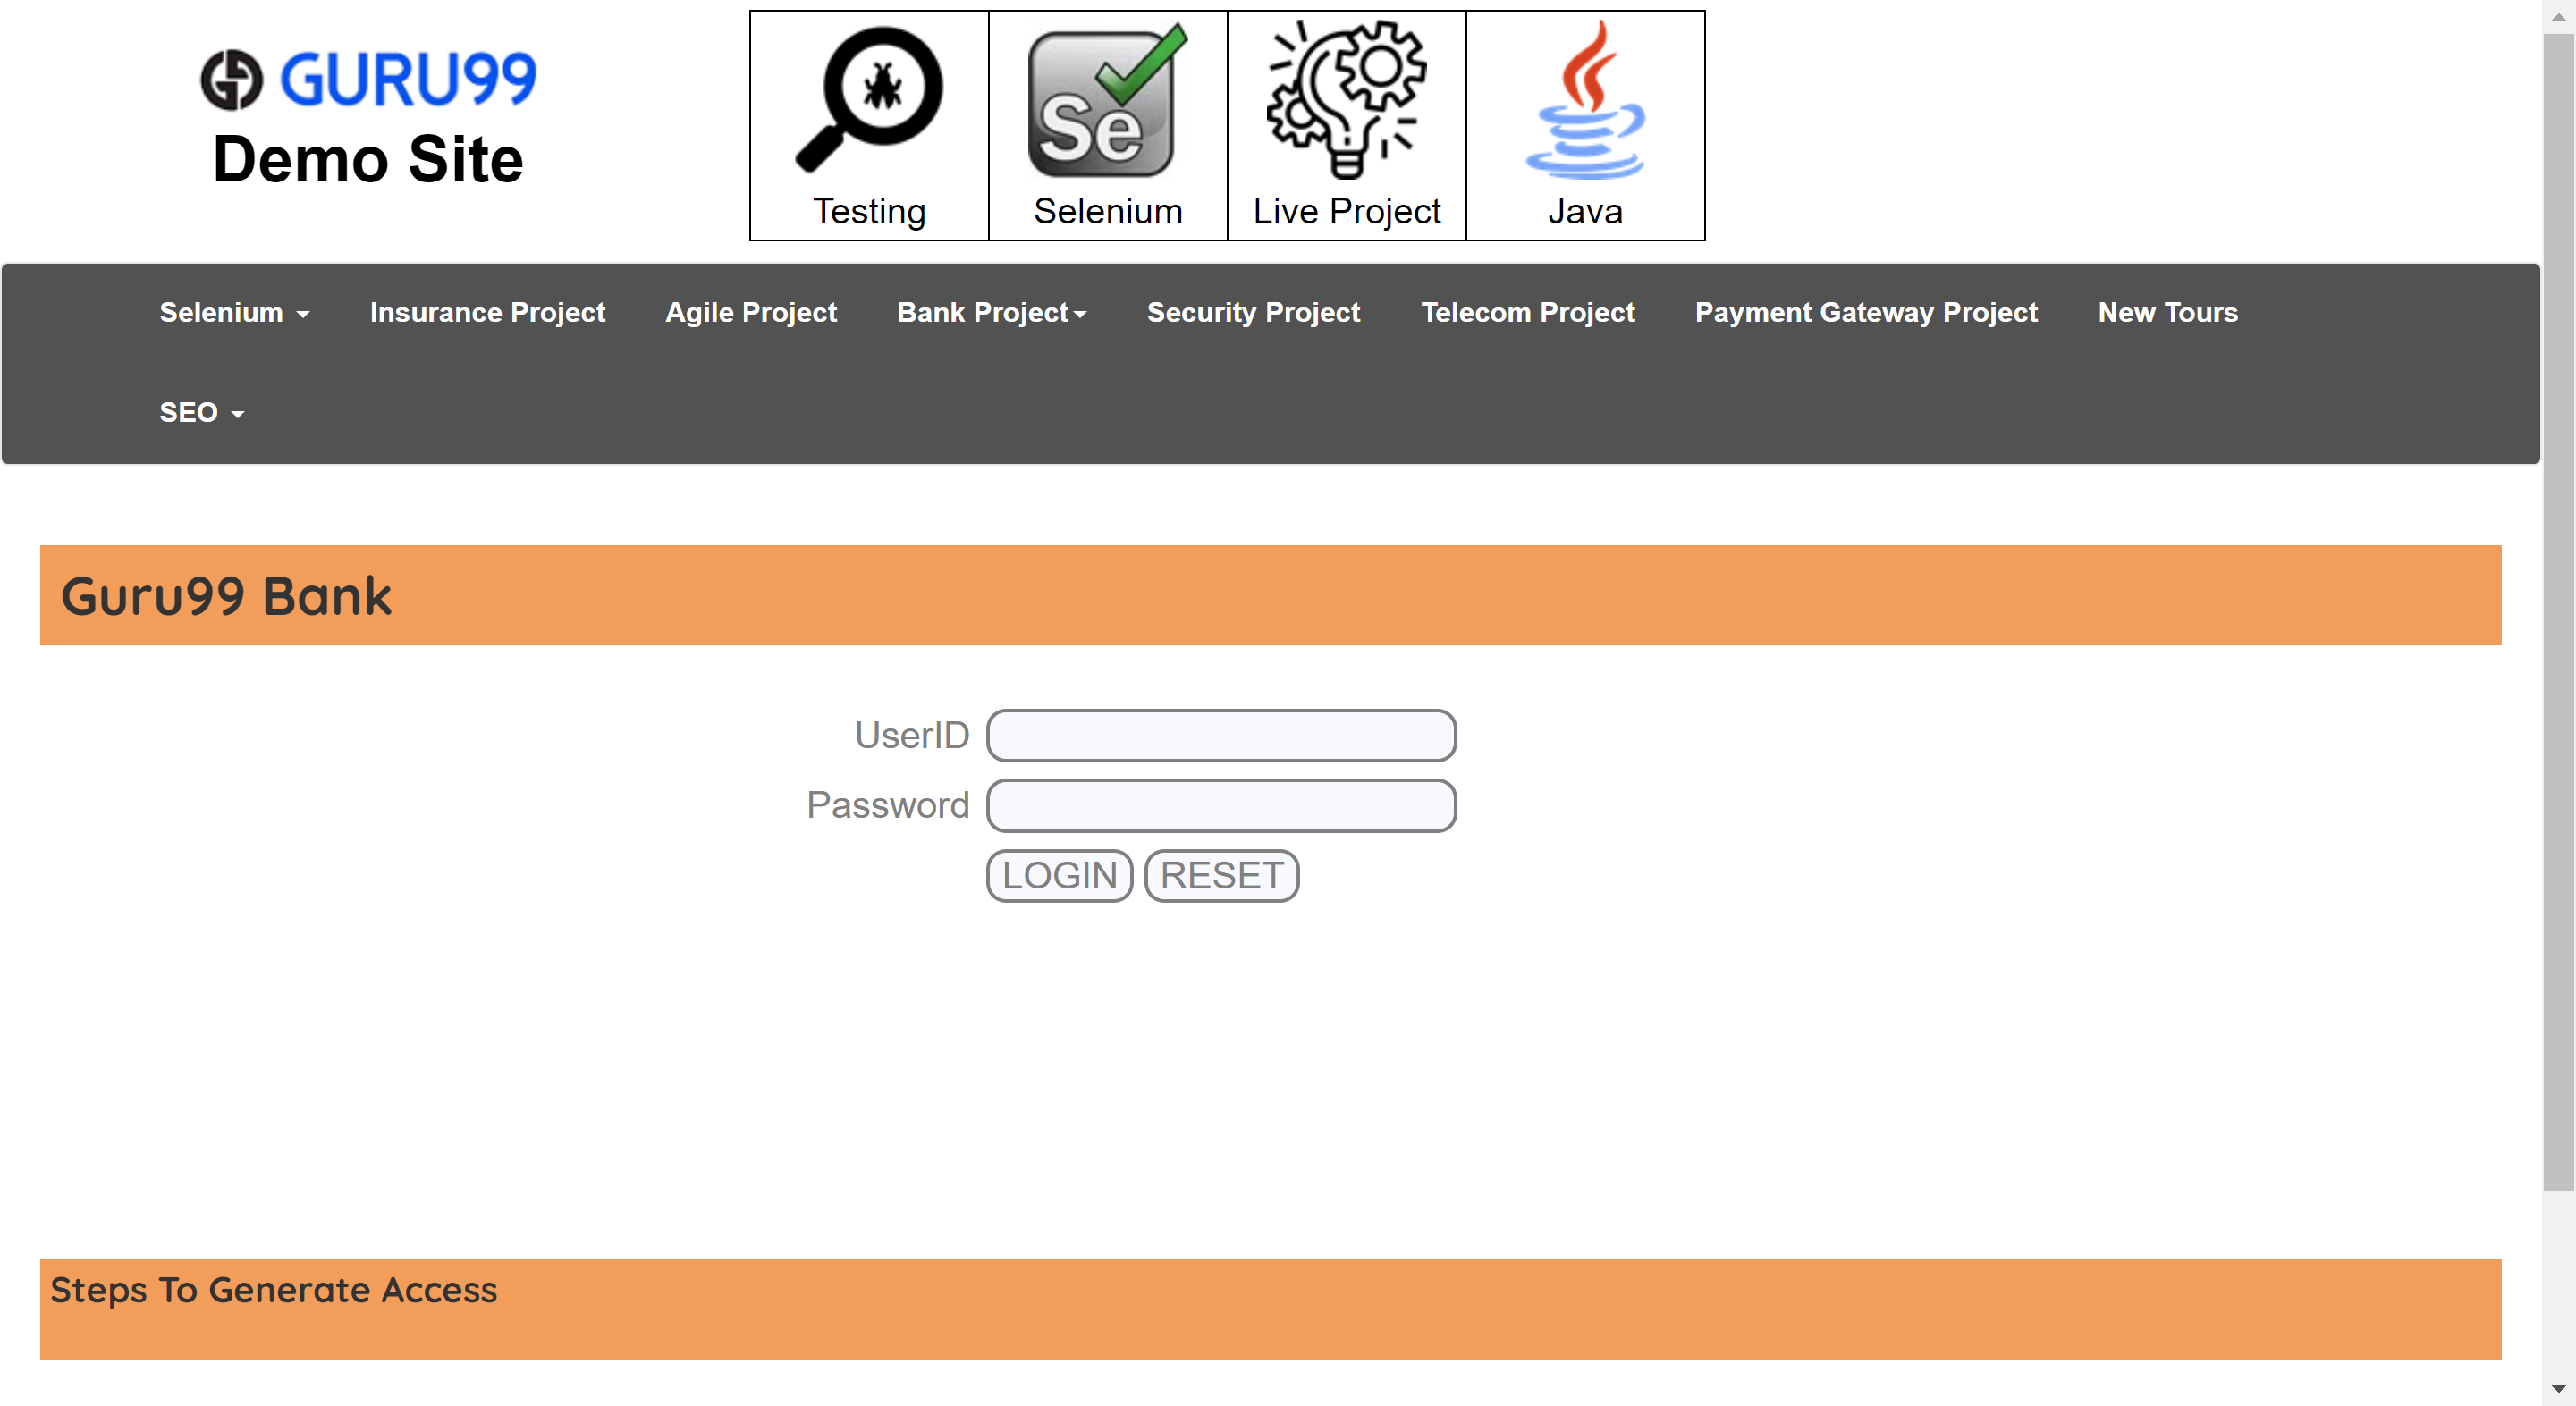 GURU99
Demo Site
Se
Testing
Selenium
Live Project
Java
Selenium
Insurance Project
Agile Project
Bank Project
Security Project
Telecom Project
Payment Gateway Project
New Tours
SEO
Guru99 Bank
UserID
Password
LOGIN
RESET
Steps To Generate Access